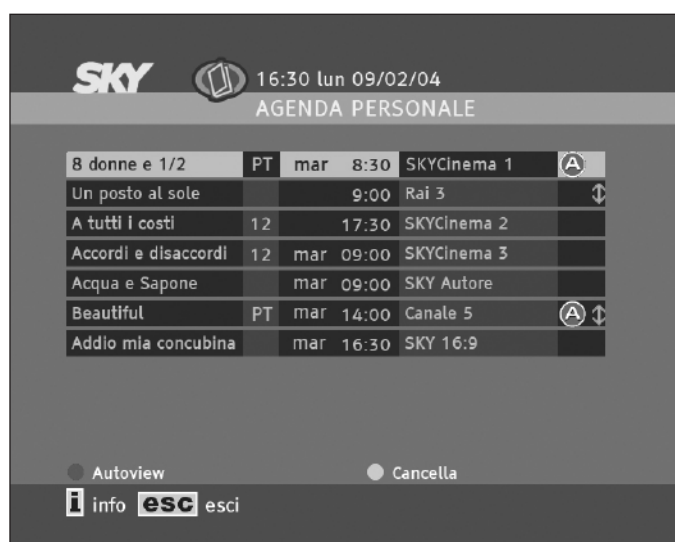 SKY 16:30 lun 09/02/04
AGENDA PERSONALE
8 donne e 1/2 PT mar 8:30 SKYCinema 1 A
Un posto al sole 9:00 Rai 3
A tutti i costi 12 17:30 SKYCinema 2
Accordi e disaccordi 12 mar 09:00 SKYCinema 3
Acqua e Sapone mar 09:00 SKY Autore
Beautiful PT mar 14:00 Canale 5 A
Addio mia concubina mar 16:30 SKY 16:9
Autoview Cancella
i info esc esci